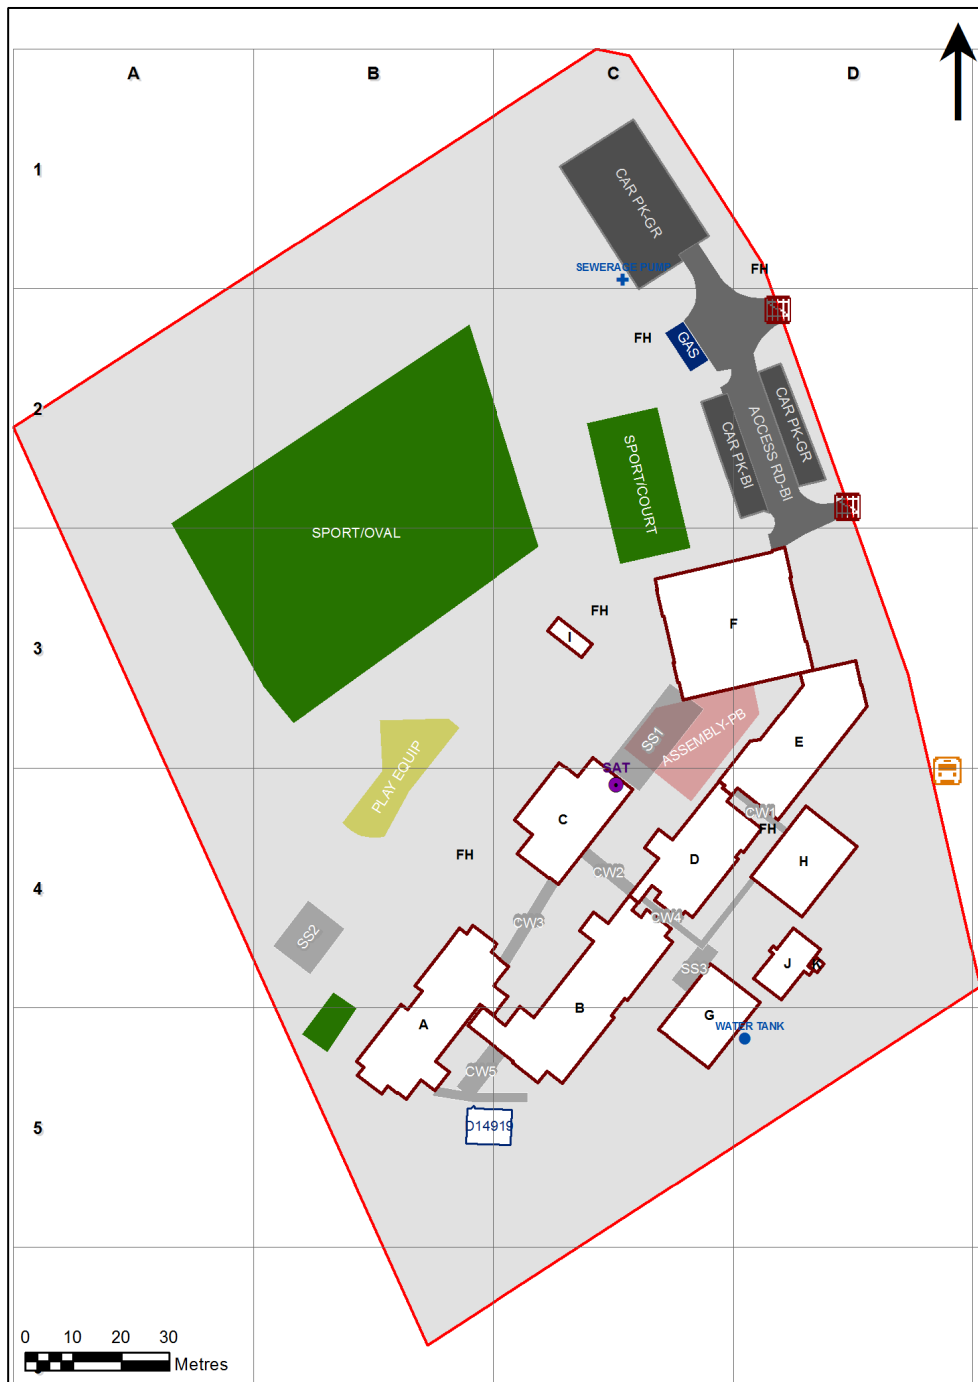 A
B
C
D
1
CAR PK-GR
SEWERAGE PUMP
FH
FH
GAS
2
CAR PK-GR
ACCESS RD-BI
CAR PK-BI
SPORT/COURT
SPORT/OVAL
FH
I
F
3
SS1
ASSEMBLY-PB
E
PLAY EQUIP
SAT
C
CW1
FH
FH
CW2
D
H
4
CW3
CW4
SS2
SS3
J
K
B
G
A
WATER TANK
CW5
5
D14919
0 10 20 30
Metres